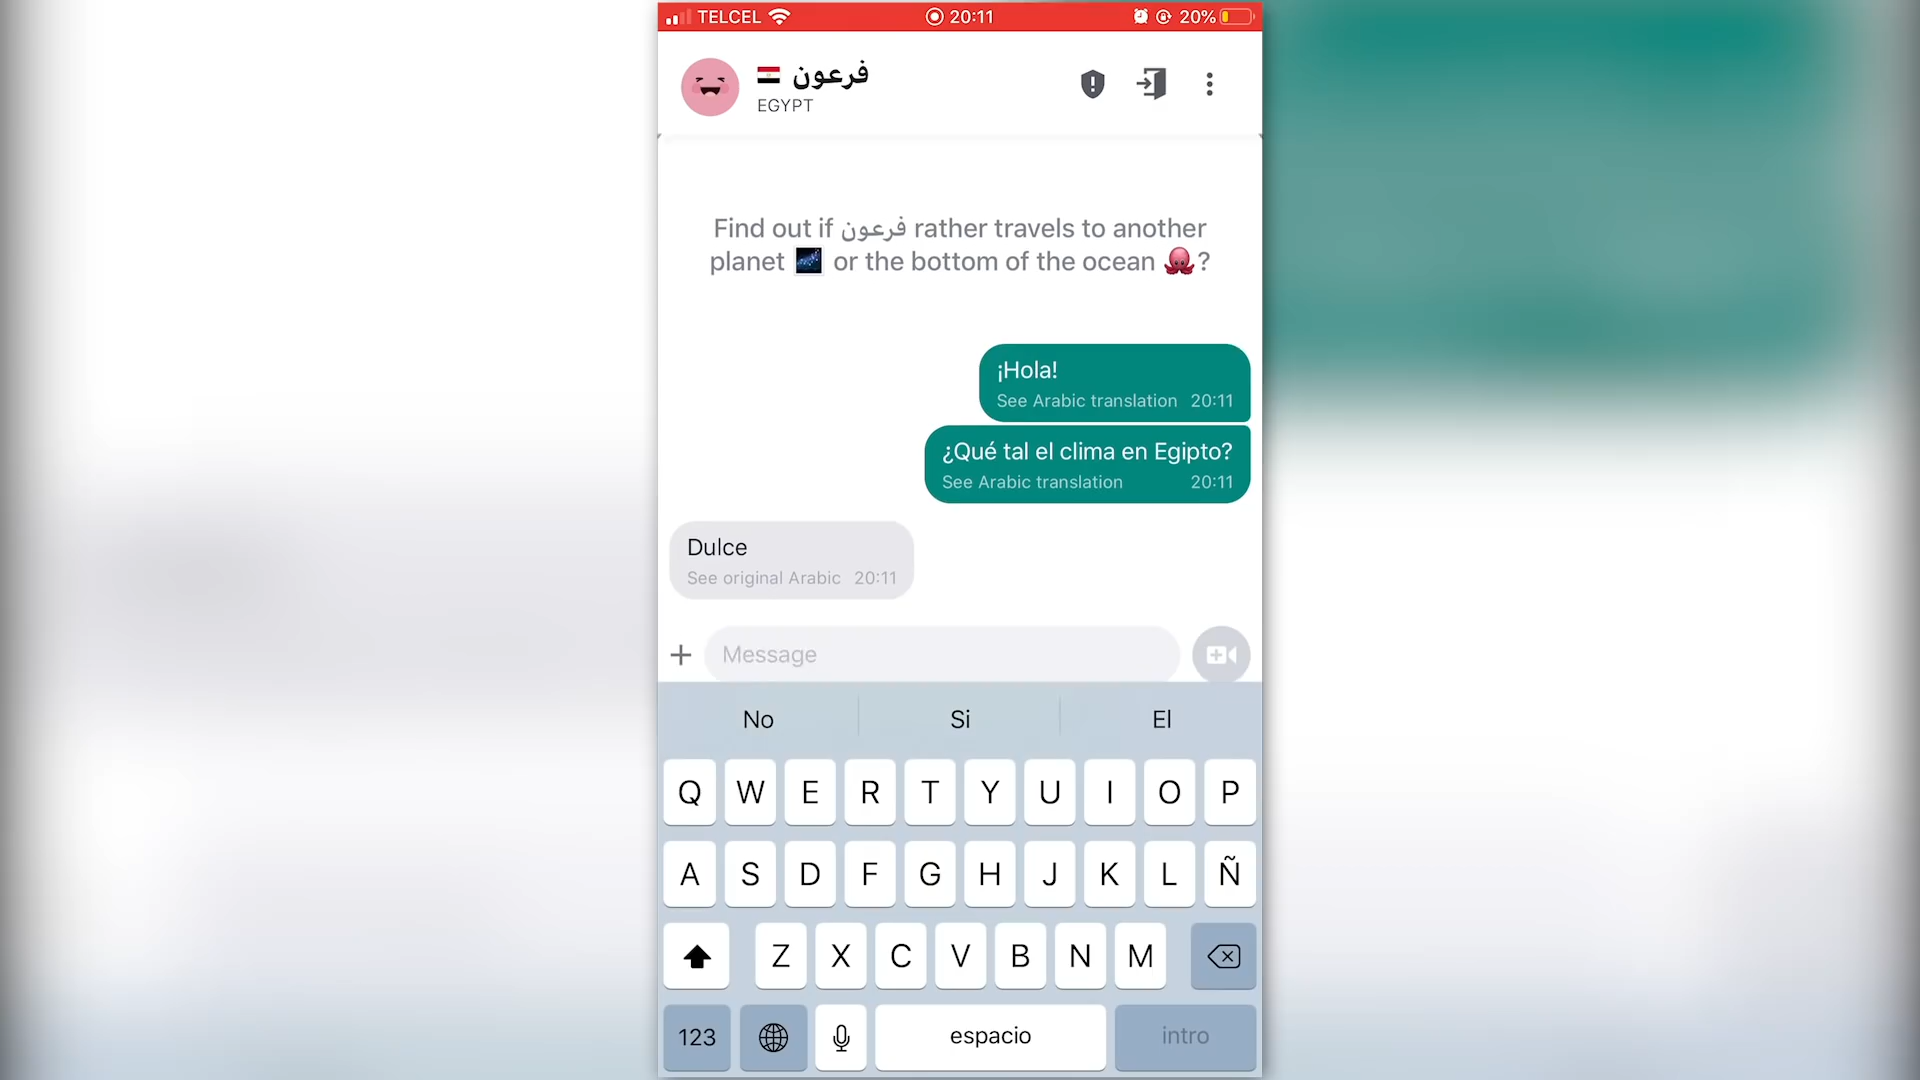 TELCEL 20:11 20%
فرعون
EGYPT
Find out if فرعون rather travels to another
planet or the bottom of the ocean ?
¡Hola!
See Arabic translation 20:11
¿Qué tal el clima en Egipto?
See Arabic translation 20:11
Dulce
See original Arabic 20:11
Message
No Si El
Q W E R T Y U I O P
A S D F G H J K L Ñ
Z X C V B N M
123 espacio intro